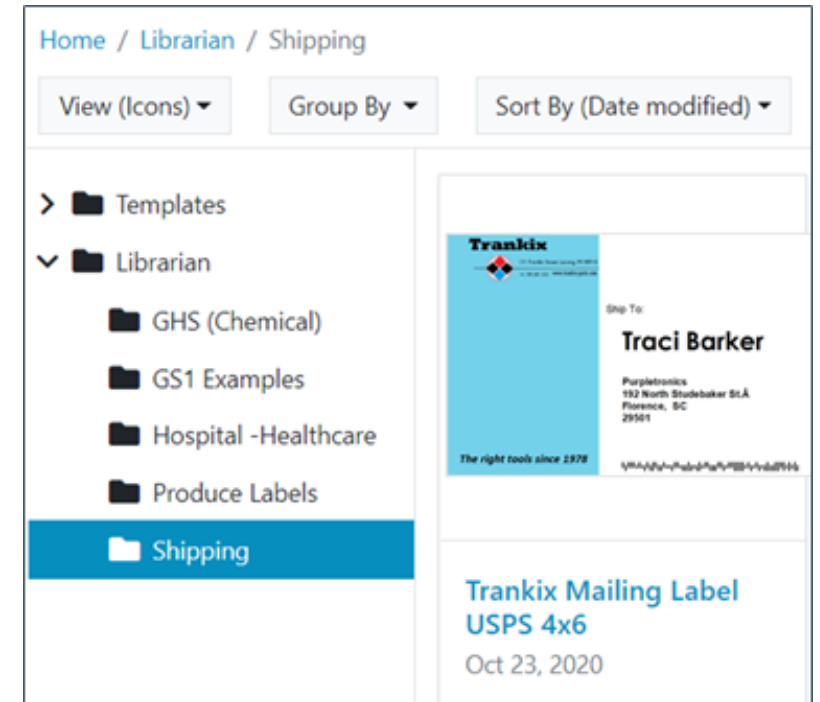 Home / Librarian / Shipping
View (Icons)
Group By
Sort By (Date modified)
Templates
Librarian
GHS (Chemical)
GS1 Examples
Hospital -Healthcare
Produce Labels
Shipping
Trankix
Ship To:
Traci Barker
Purpletronics
192 North Studebaker St.Â
Florence, SC
29501
The right tools since 1978
Trankix Mailing Label
USPS 4x6
Oct 23, 2020